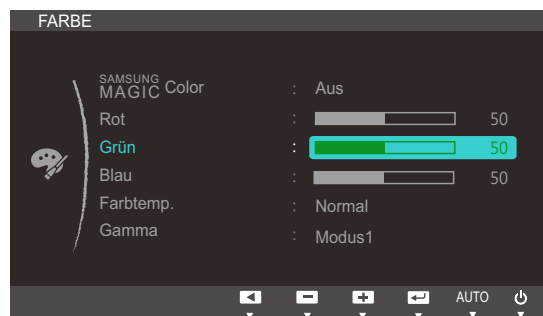 FARBE
SAMSUNG MAGIC Color : Aus
Rot : 50
Grün : 50
Blau : 50
Farbtemp. : Normal
Gamma : Modus1
AUTO